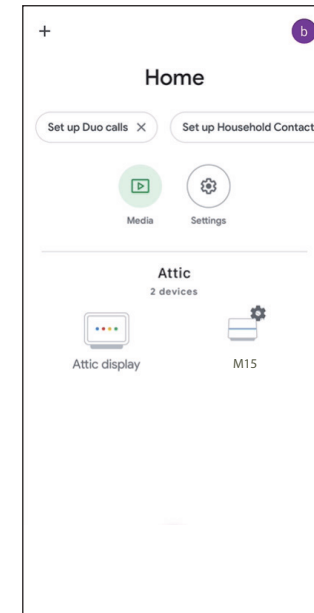 +
b
Home
Set up Duo calls ×
Set up Household Contact
Media
Settings
Attic
2 devices
Attic display
M15